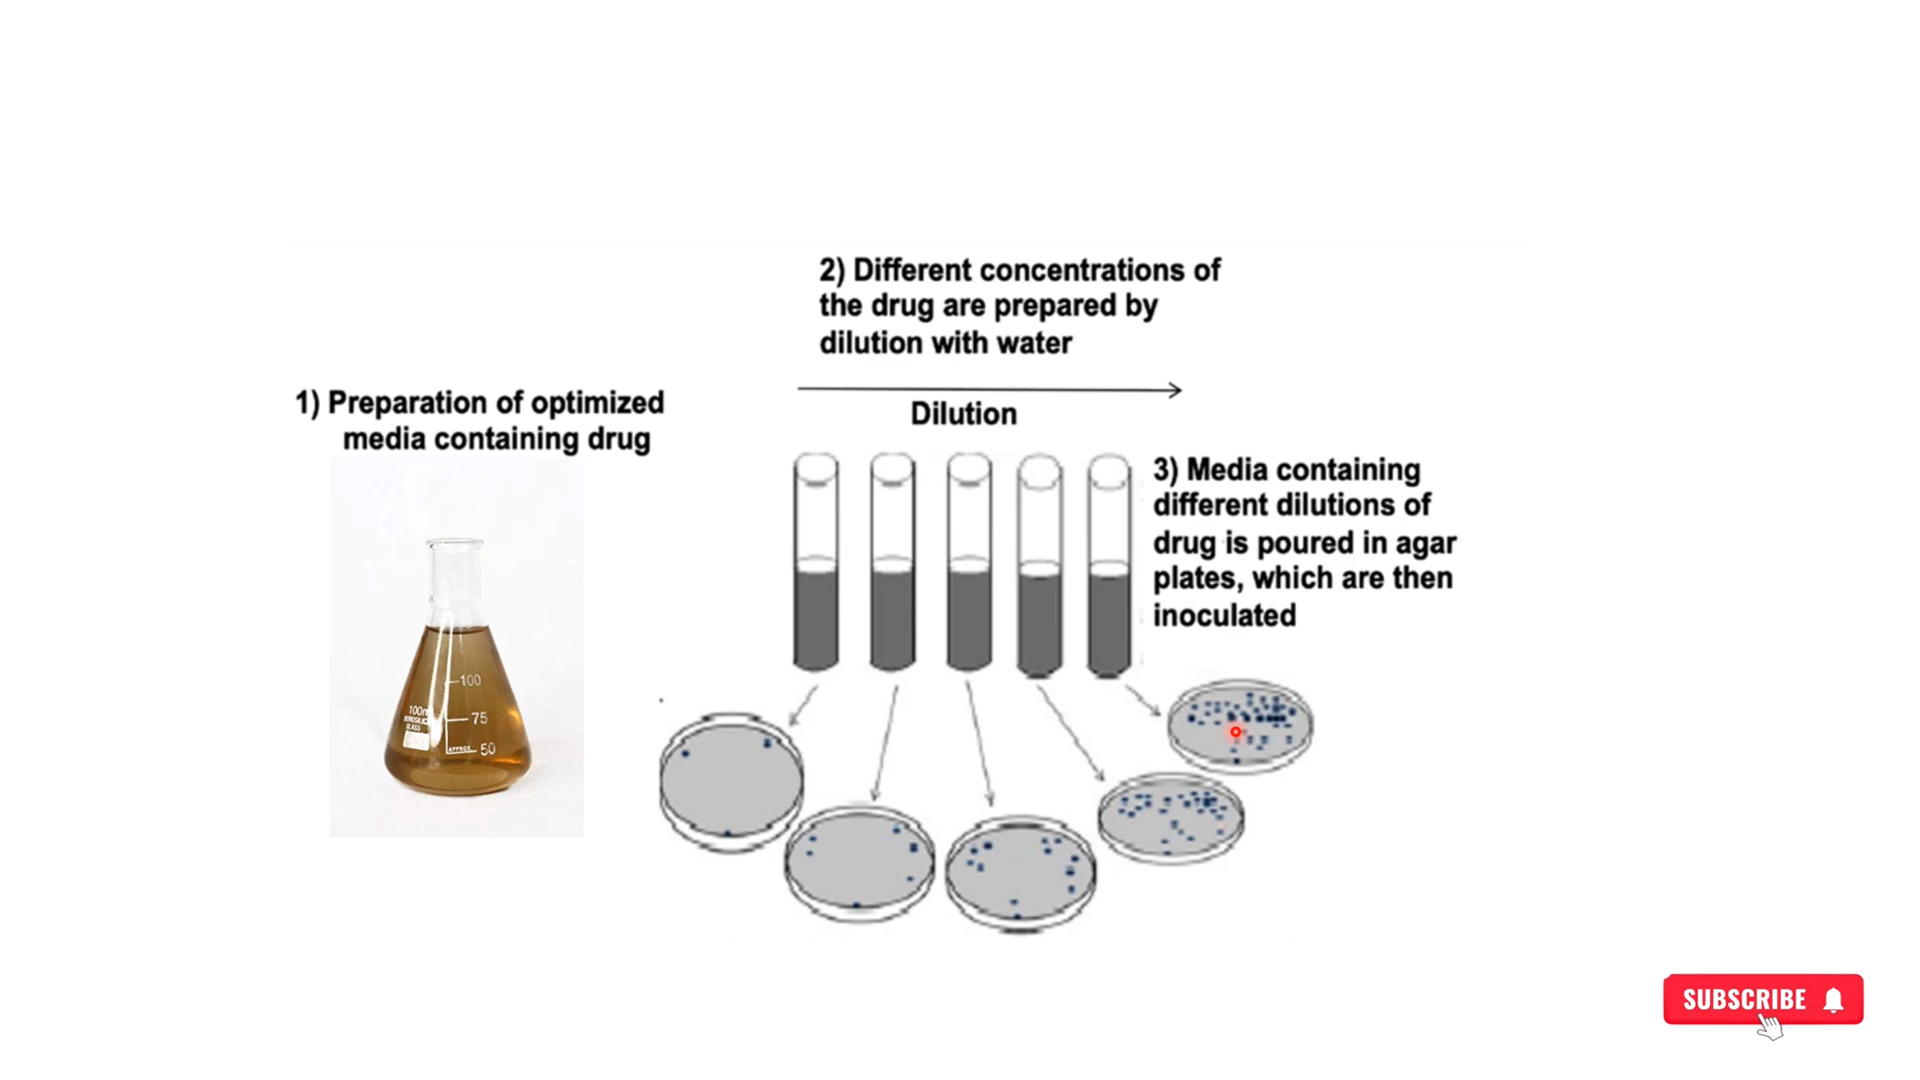 2) Different concentrations of
the drug are prepared by
dilution with water
Dilution
1) Preparation of optimized
media containing drug
3) Media containing
different dilutions of
drug is poured in agar
plates, which are then
inoculated
100
75
APPROX. 50
SUBSCRIBE